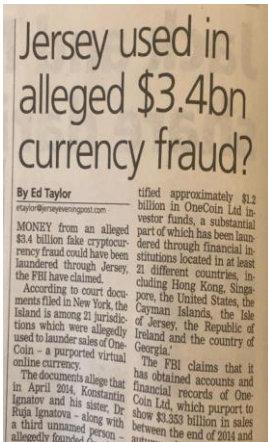 Jersey used in
alleged $3.4bn
currency fraud?
By Ed Taylor
etaylor@jerseyeveningpost.com
MONEY from an alleged
$3.4 billion fake cryptocur-
rency fraud could have been
laundered through Jersey,
the FBI have claimed.
According to court docu-
ments filed in New York, the
Island is among 21 jurisdic-
tions which were allegedly
used to launder sales of One-
Coin – a purported virtual
online currency.
The documents allege that
in April 2014, Konstantin
Ignatov and his sister, Dr
Ruja Ignatova – along with
a third unnamed person –
allegedly founded
tified approximately $1.2
billion in OneCoin Ltd in-
vestor funds, a substantial
part of which has been laun-
dered through financial in-
stitutions located in at least
21 different countries, in-
cluding Hong Kong, Singa-
pore, the United States, the
Cayman Islands, the Isle
of Jersey, the Republic of
Ireland and the country of
Georgia.'
The FBI claims that it
has obtained accounts and
financial records of One-
Coin Ltd, which purport to
show $3.353 billion in sales
between the end of 2014 and